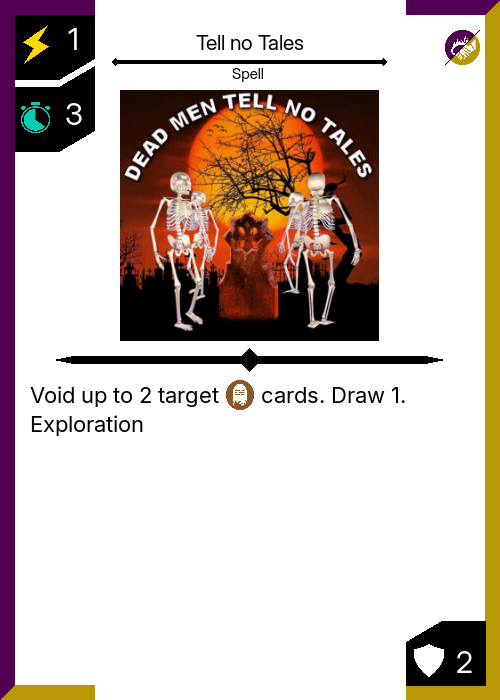 1
Tell no Tales
Spell
3
DEAD MEN TELL NO TALES
Void up to 2 target cards. Draw 1.
Exploration
2